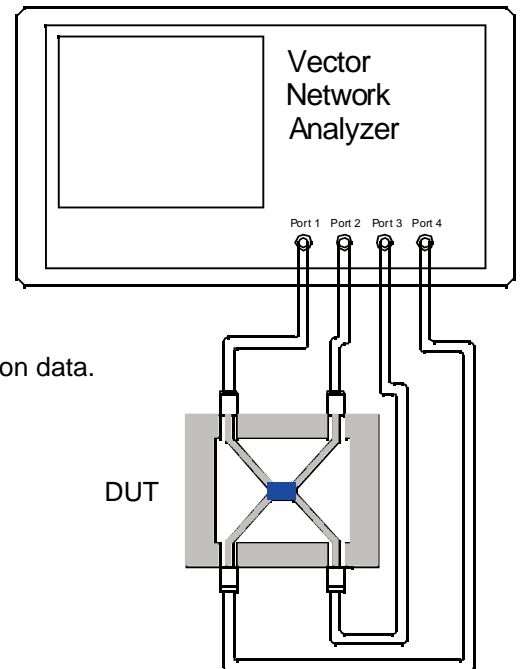 Vector
Network
Analyzer
Port 1 Port 2 Port 3 Port 4
on data.
DUT